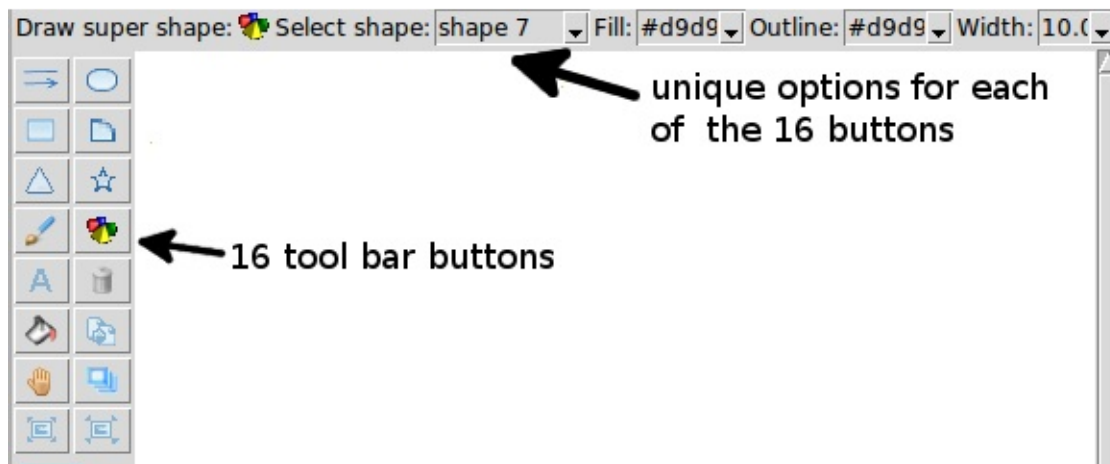 Draw super shape: Select shape: shape 7 Fill: #d9d9 Outline: #d9d9 Width: 10.(
unique options for each
of the 16 buttons
16 tool bar buttons
A